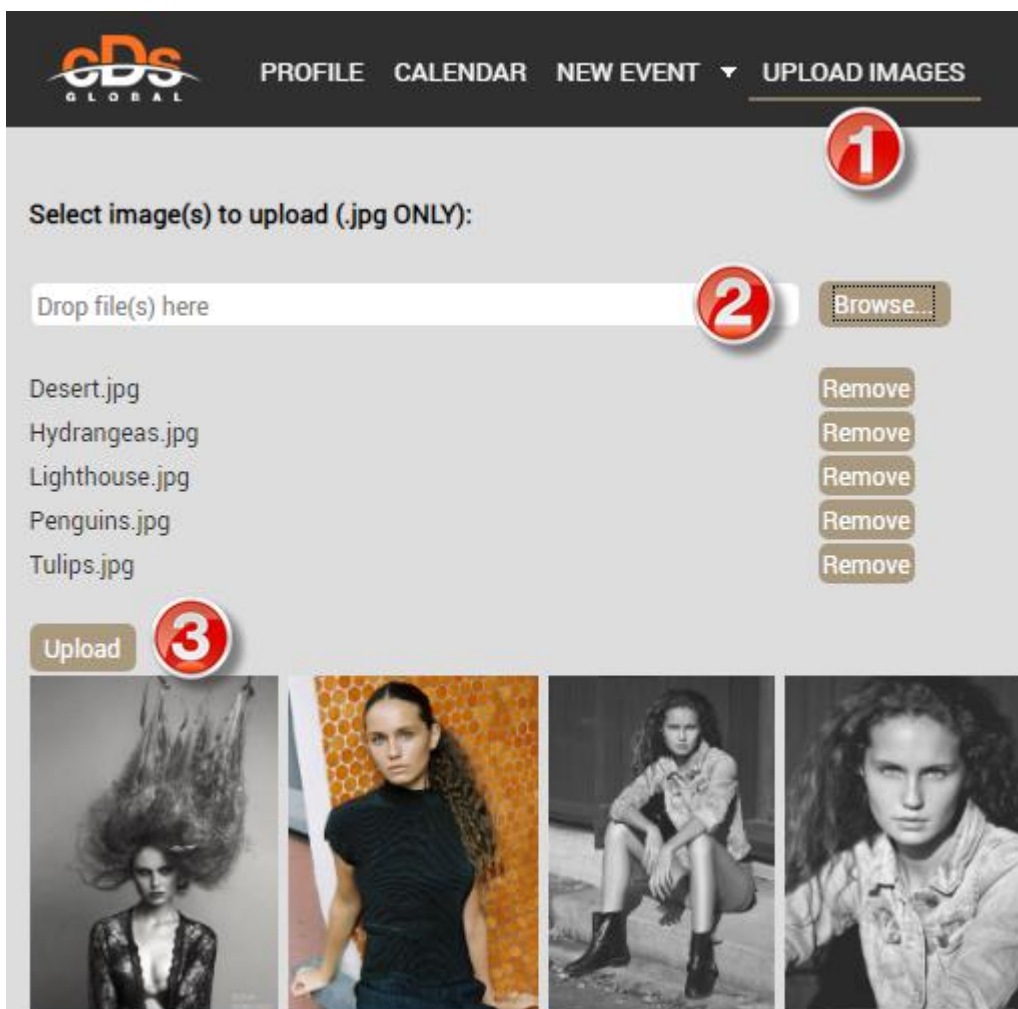 cDs
GLOBAL
PROFILE CALENDAR NEW EVENT UPLOAD IMAGES
1
Select image(s) to upload (.jpg ONLY):
Drop file(s) here
2
Browse...
Desert.jpg Remove
Hydrangeas.jpg Remove
Lighthouse.jpg Remove
Penguins.jpg Remove
Tulips.jpg Remove
Upload
3